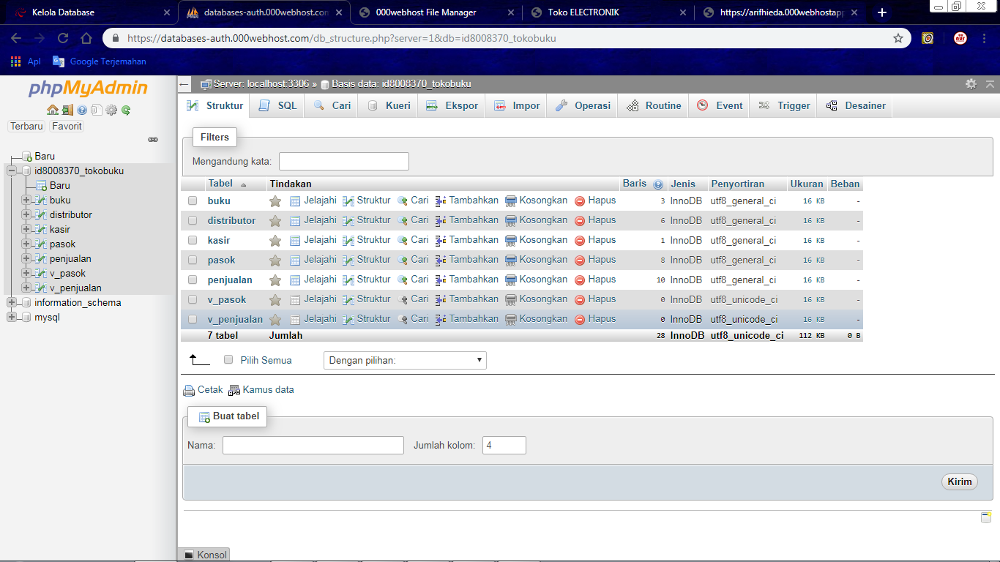 Kelola Database
databases-auth.000webhost.com
000webhost File Manager
Toko ELECTRONIK
https://arifhieda.000webhostapp
https://databases-auth.000webhost.com/db_structure.php?server=1&db=id8008370_tokobuku
Apl Google Terjemahan
phpMyAdmin
Terbaru Favorit
Baru
id8008370_tokobuku
Baru
buku
distributor
kasir
pasok
penjualan
v_pasok
v_penjualan
information_schema
mysql
Server: localhost:3306 » Basis data: id8008370_tokobuku
Struktur SQL Cari Kueri Ekspor Impor Operasi Routine Event Trigger Desainer
Filters
Mengandung kata:
Tabel Tindakan Baris Jenis Penyortiran Ukuran Beban
buku Jelajahi Struktur Cari Tambahkan Kosongkan Hapus 3 InnoDB utf8_general_ci 16 KB -
distributor Jelajahi Struktur Cari Tambahkan Kosongkan Hapus 6 InnoDB utf8_general_ci 16 KB -
kasir Jelajahi Struktur Cari Tambahkan Kosongkan Hapus 1 InnoDB utf8_general_ci 16 KB -
pasok Jelajahi Struktur Cari Tambahkan Kosongkan Hapus 8 InnoDB utf8_general_ci 16 KB -
penjualan Jelajahi Struktur Cari Tambahkan Kosongkan Hapus 10 InnoDB utf8_general_ci 16 KB -
v_pasok Jelajahi Struktur Cari Tambahkan Kosongkan Hapus 0 InnoDB utf8_unicode_ci 16 KB -
v_penjualan Jelajahi Struktur Cari Tambahkan Kosongkan Hapus 0 InnoDB utf8_unicode_ci 16 KB -
7 tabel Jumlah 28 InnoDB utf8_unicode_ci 112 KB 0 B
Pilih Semua Dengan pilihan:
Cetak Kamus data
Buat tabel
Nama: Jumlah kolom: 4
Kirim
Konsol